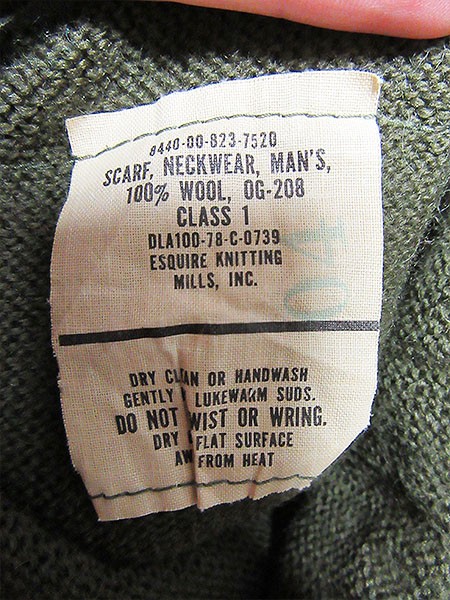 8440-00-823-7520
SCARF, NECKWEAR, MAN'S,
100% WOOL, OG-208
CLASS 1
DLA100-78-C-0739
ESQUIRE KNITTING
MILLS, INC.
04
DRY CL AN OR HANDWASH
GENTLY LUKEWARM SUDS.
DO NOT WIST OR WRING.
DRY FLAT SURFACE
AW FROM HEAT